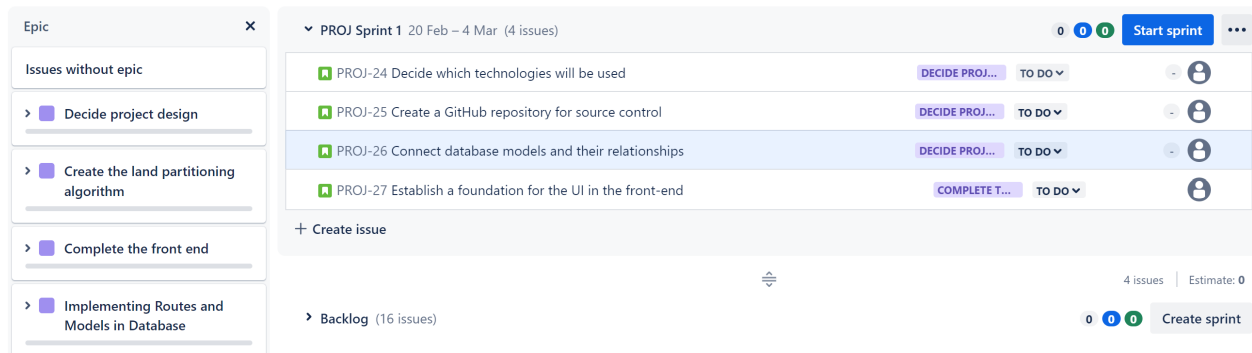 Epic
Issues without epic
Decide project design
Create the land partitioning
algorithm
Complete the front end
Implementing Routes and
Models in Database
PROJ Sprint 1 20 Feb – 4 Mar (4 issues) 0 0 0 Start sprint
PROJ-24 Decide which technologies will be used DECIDE PROJ... TO DO -
PROJ-25 Create a GitHub repository for source control DECIDE PROJ... TO DO -
PROJ-26 Connect database models and their relationships DECIDE PROJ... TO DO -
PROJ-27 Establish a foundation for the UI in the front-end COMPLETE T... TO DO
+ Create issue
4 issues Estimate: 0
Backlog (16 issues) 0 0 0 Create sprint